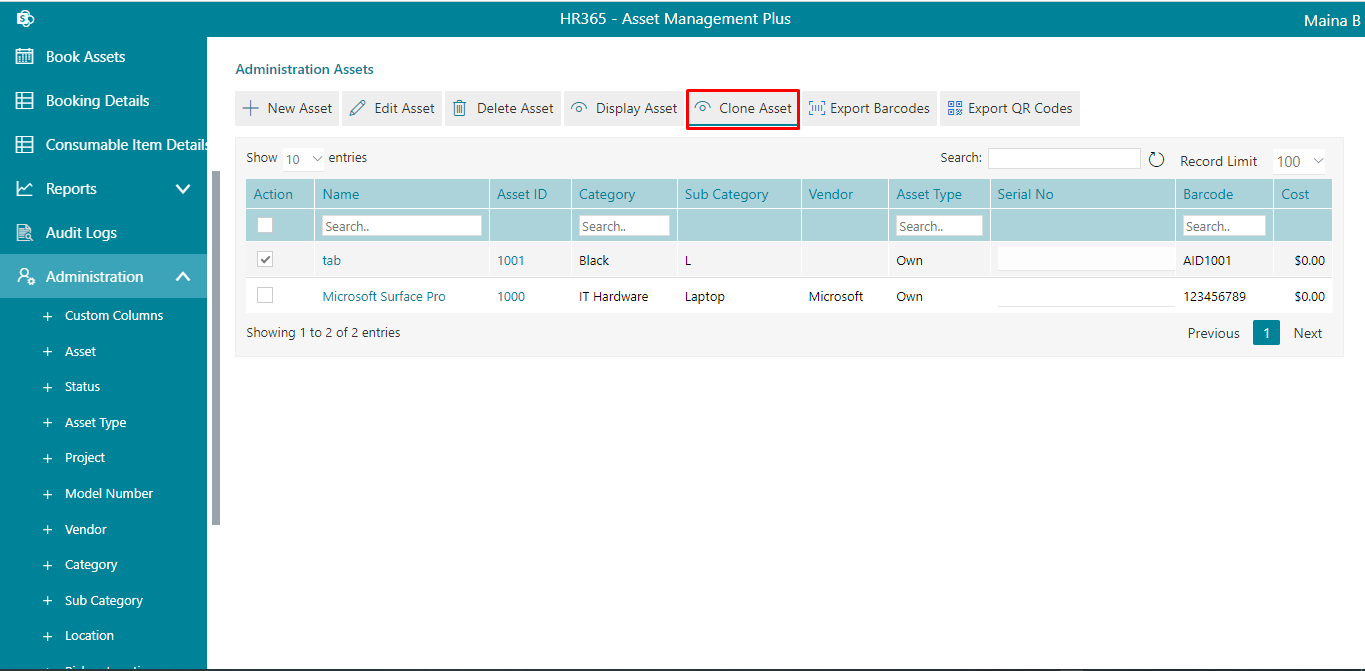 HR365 - Asset Management Plus
Maina B
Book Assets
Booking Details
Consumable Item Details
Reports
Audit Logs
Administration
Custom Columns
Asset
Status
Asset Type
Project
Model Number
Vendor
Category
Sub Category
Location
Administration Assets
New Asset Edit Asset Delete Asset Display Asset Clone Asset Export Barcodes Export QR Codes
Show 10 entries Search: Record Limit 100
Action Name Asset ID Category Sub Category Vendor Asset Type Serial No Barcode Cost
Search.. Search.. Search.. Search..
tab 1001 Black L Own AID1001 $0.00
Microsoft Surface Pro 1000 IT Hardware Laptop Microsoft Own 123456789 $0.00
Showing 1 to 2 of 2 entries Previous 1 Next